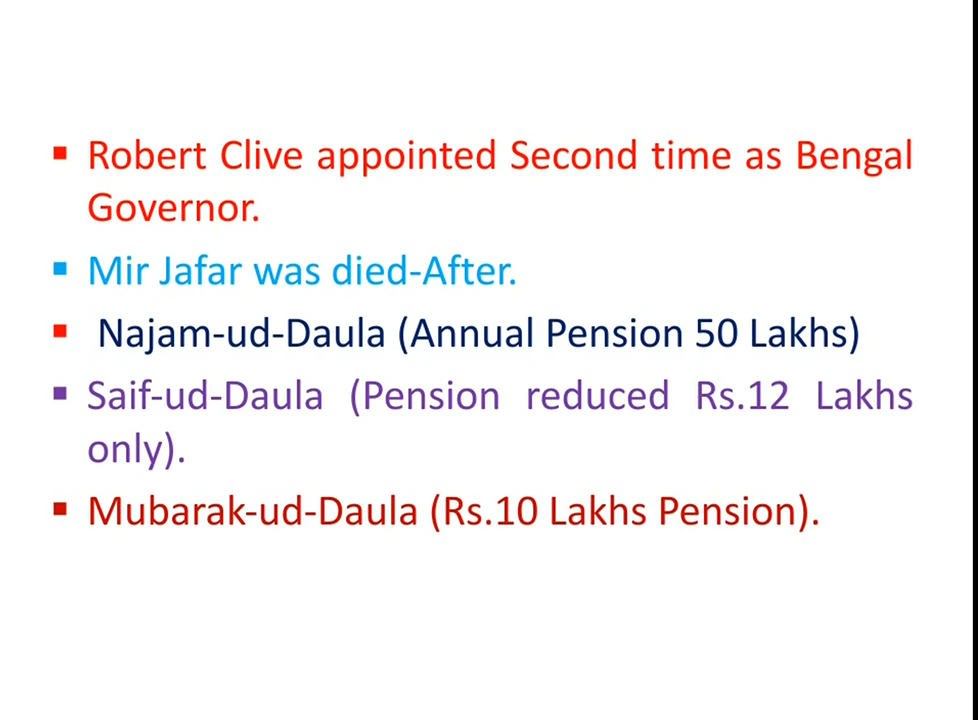 ▪ Robert Clive appointed Second time as Bengal
Governor.
▪ Mir Jafar was died-After.
▪ Najam-ud-Daula (Annual Pension 50 Lakhs)
▪ Saif-ud-Daula (Pension reduced Rs.12 Lakhs
only).
▪ Mubarak-ud-Daula (Rs.10 Lakhs Pension).